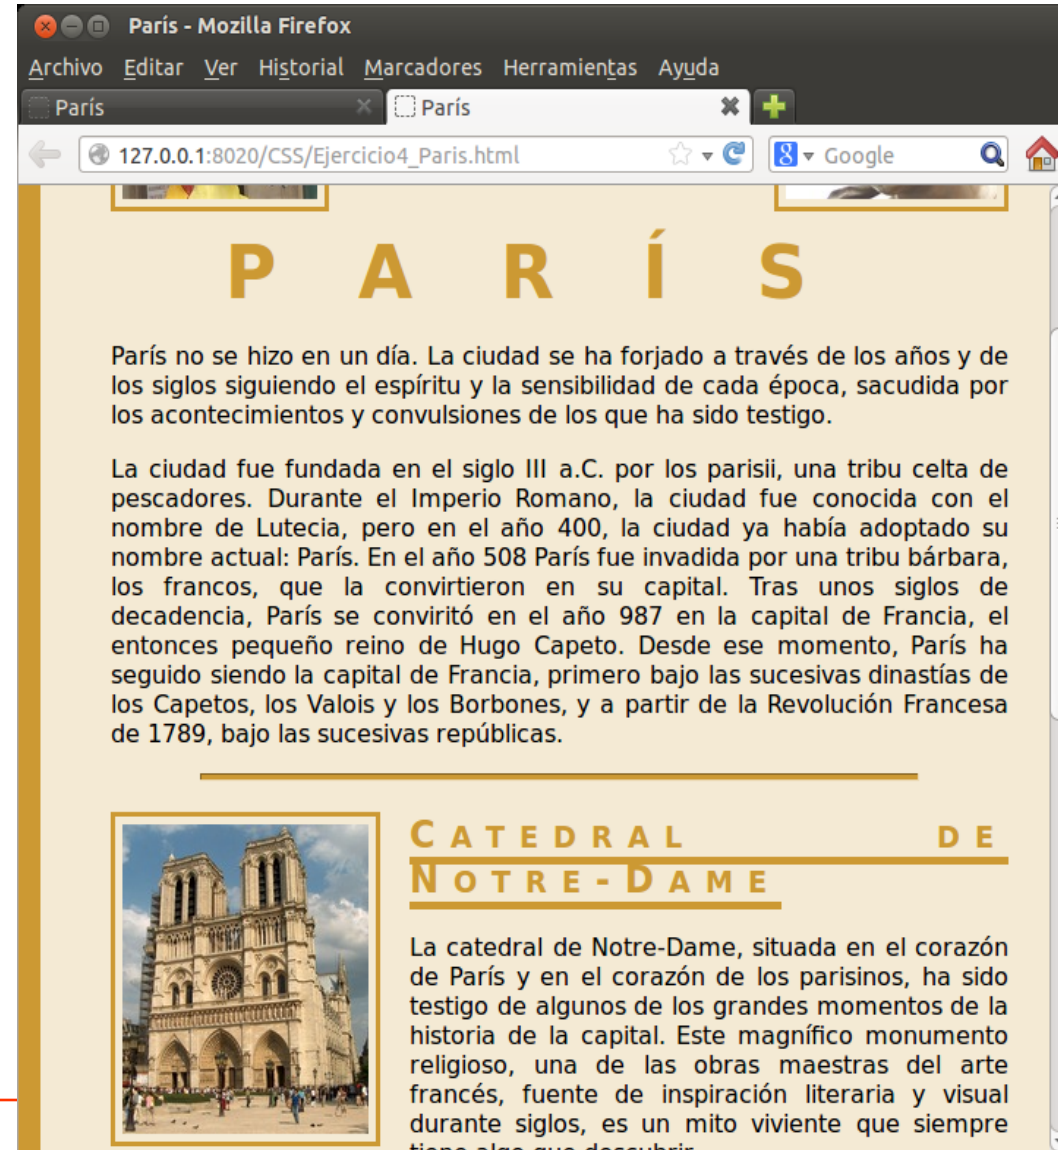 París - Mozilla Firefox
Archivo Editar Ver Historial Marcadores Herramientas Ayuda
París París
127.0.0.1:8020/CSS/Ejercicio4_Paris.html 8 Google
PARÍS
París no se hizo en un día. La ciudad se ha forjado a través de los años y de
los siglos siguiendo el espíritu y la sensibilidad de cada época, sacudida por
los acontecimientos y convulsiones de los que ha sido testigo.
La ciudad fue fundada en el siglo III a.C. por los parisii, una tribu celta de
pescadores. Durante el Imperio Romano, la ciudad fue conocida con el
nombre de Lutecia, pero en el año 400, la ciudad ya había adoptado su
nombre actual: París. En el año 508 París fue invadida por una tribu bárbara,
los francos, que la convirtieron en su capital. Tras unos siglos de
decadencia, París se conviritó en el año 987 en la capital de Francia, el
entonces pequeño reino de Hugo Capeto. Desde ese momento, París ha
seguido siendo la capital de Francia, primero bajo las sucesivas dinastías de
los Capetos, los Valois y los Borbones, y a partir de la Revolución Francesa
de 1789, bajo las sucesivas repúblicas.
CATEDRAL DE
NOTRE-DAME
La catedral de Notre-Dame, situada en el corazón
de París y en el corazón de los parisinos, ha sido
testigo de algunos de los grandes momentos de la
historia de la capital. Este magnífico monumento
religioso, una de las obras maestras del arte
francés, fuente de inspiración literaria y visual
durante siglos, es un mito viviente que siempre
tiene algo que descubrir.